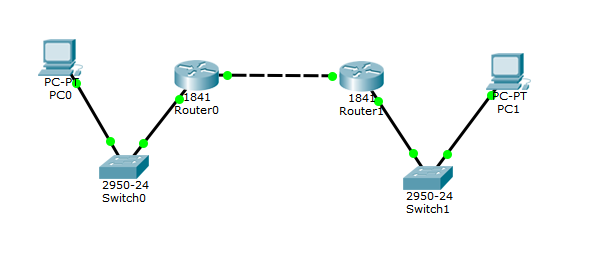 PC-PT
PC0
1841
Router0
1841
Router1
PC-PT
PC1
2950-24
Switch0
2950-24
Switch1